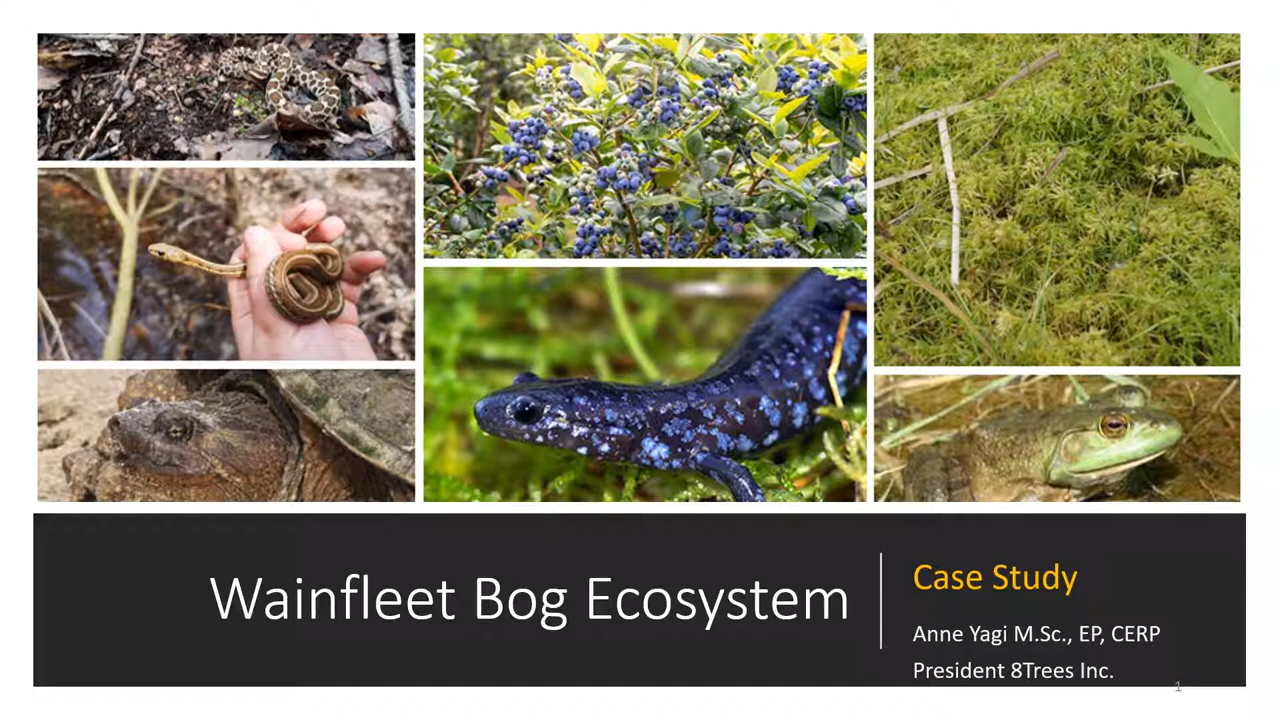 Wainfleet Bog Ecosystem
Case Study
Anne Yagi M.Sc., EP, CERP
President 8Trees Inc.
1